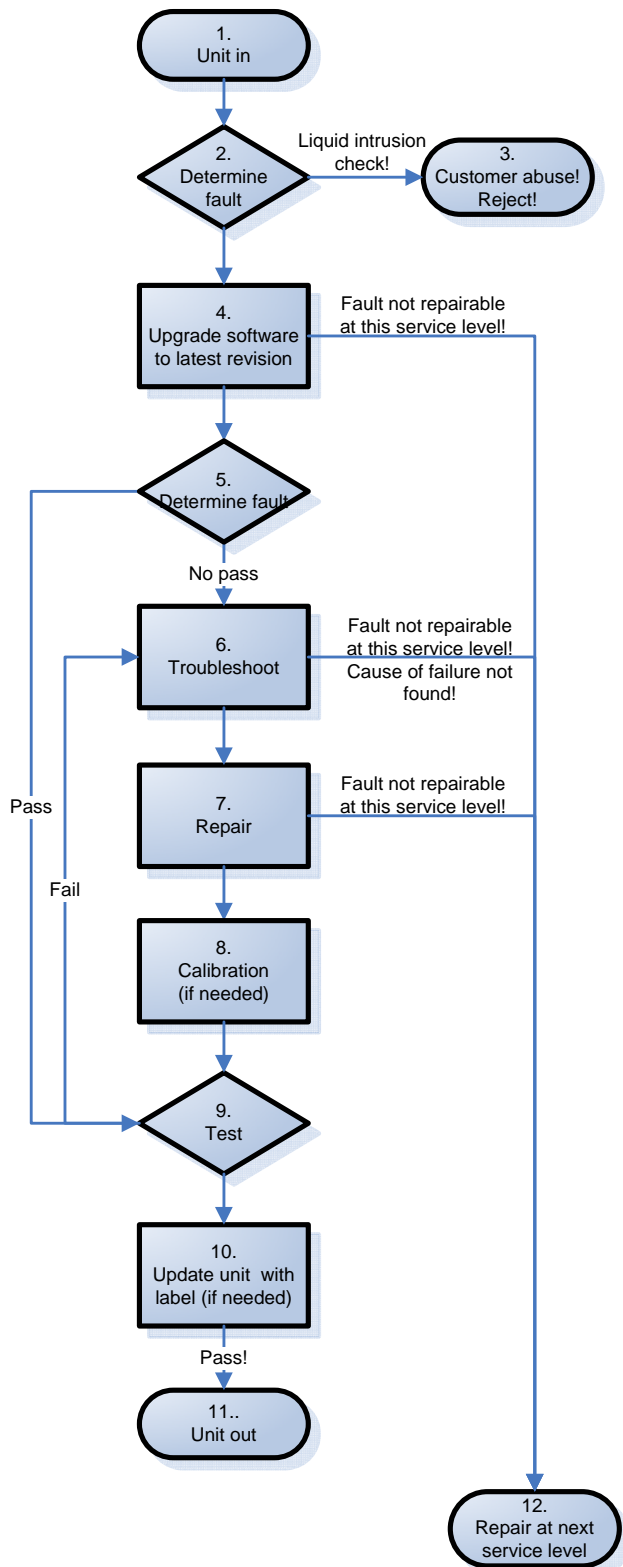 1.
Unit in
2.
Determine
fault
Liquid intrusion
check!
3.
Customer abuse!
Reject!
4.
Upgrade software
to latest revision
Fault not repairable
at this service level!
5.
Determine fault
No pass
6.
Troubleshoot
Fault not repairable
at this service level!
Cause of failure not
found!
7.
Repair
Fault not repairable
at this service level!
Pass
Fail
8.
Calibration
(if needed)
9.
Test
10.
Update unit with
label (if needed)
Pass!
11..
Unit out
12.
Repair at next
service level